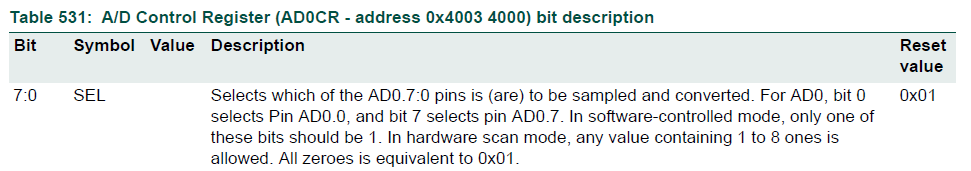 Table 531: A/D Control Register (AD0CR - address 0x4003 4000) bit description
Bit Symbol Value Description Reset
value
7:0 SEL Selects which of the AD0.7:0 pins is (are) to be sampled and converted. For AD0, bit 0 0x01
selects Pin AD0.0, and bit 7 selects pin AD0.7. In software-controlled mode, only one of
these bits should be 1. In hardware scan mode, any value containing 1 to 8 ones is
allowed. All zeroes is equivalent to 0x01.